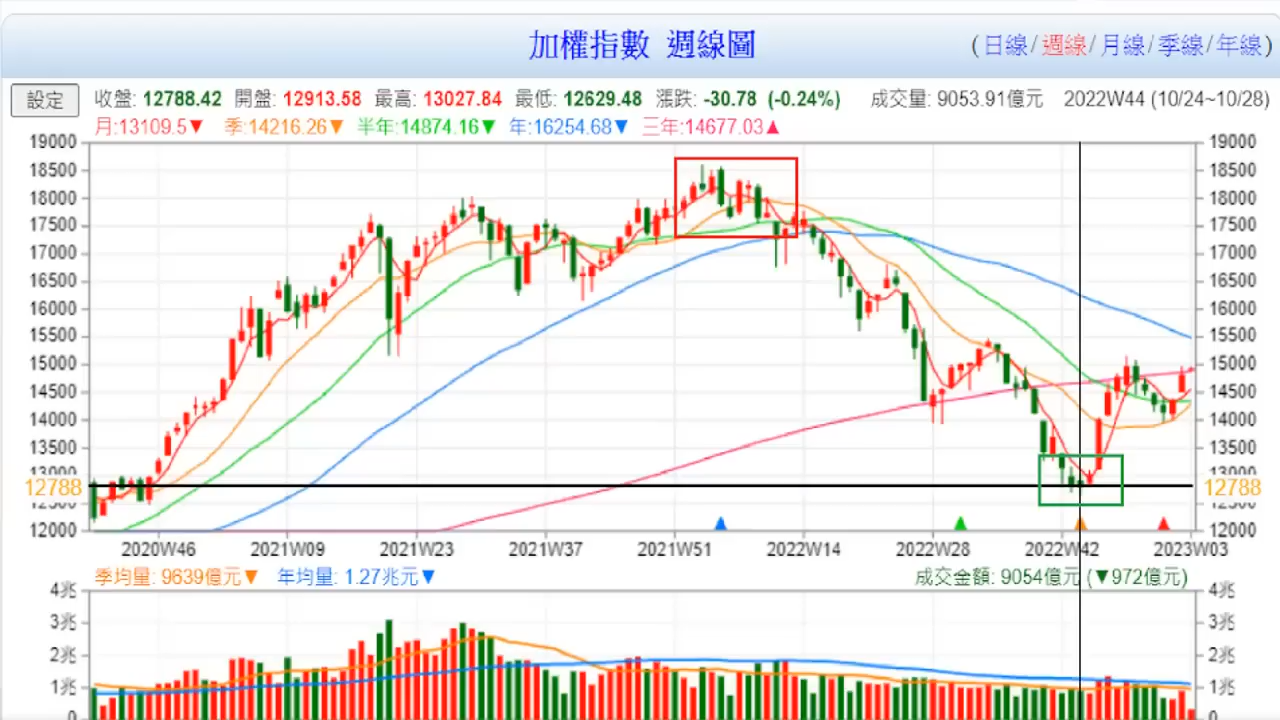 加權指數 週線圖
(日線/週線/月線/季線/年線)
設定 收盤: 12788.42 開盤: 12913.58 最高: 13027.84 最低: 12629.48 漲跌: -30.78 (-0.24%) 成交量: 9053.91億元 2022W44 (10/24~10/28)
月:13109.5▼ 季:14216.26▼ 半年:14874.16▼ 年:16254.68▼ 三年:14677.03▲
19000 19000
18500 18500
18000 18000
17500 17500
17000 17000
16500 16500
16000 16000
15500 15500
15000 15000
14500 14500
14000 14000
13500 13500
13000 13000
12788 12788
12500 12500
12000 12000
2020W46 2021W09 2021W23 2021W37 2021W51 2022W14 2022W28 2022W42 2023W03
季均量: 9639億元▼ 年均量: 1.27兆元▼ 成交金額: 9054億元 (▼972億元)
4兆 4兆
3兆 3兆
2兆 2兆
1兆 1兆
0 0